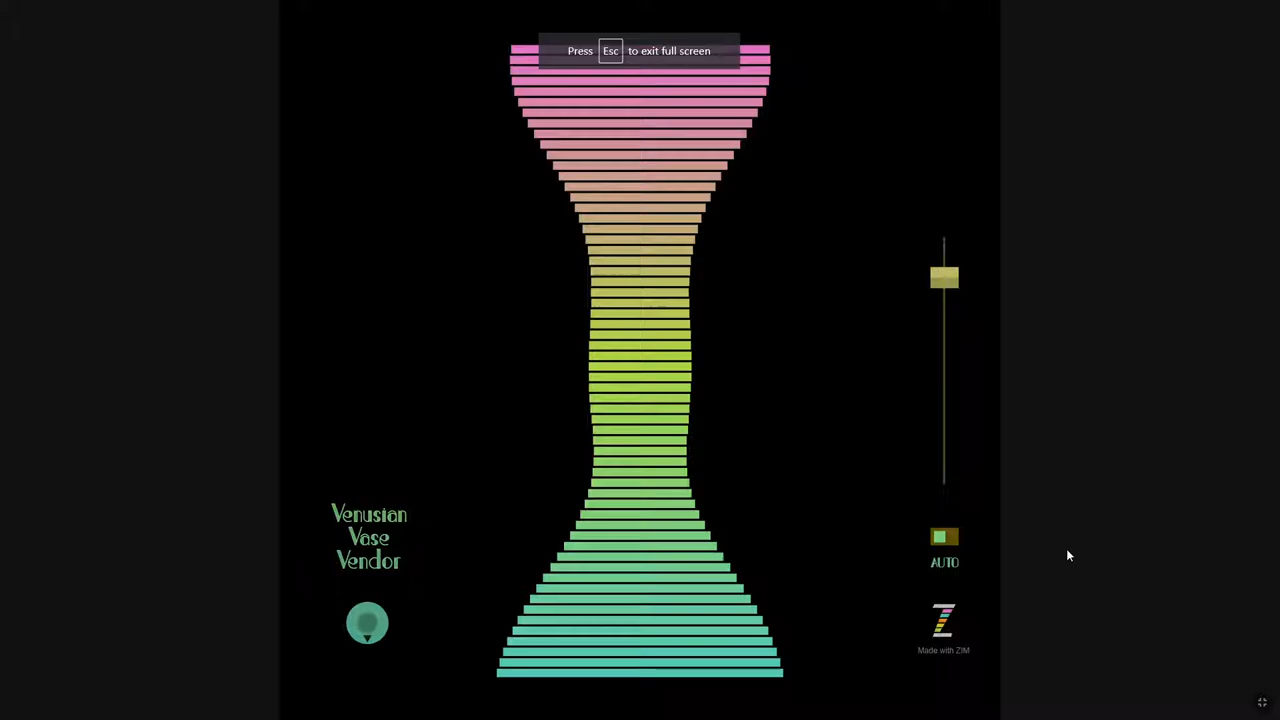 Press Esc to exit full screen
Venusian
Vase
Vendor
AUTO
Z
Made with ZIM